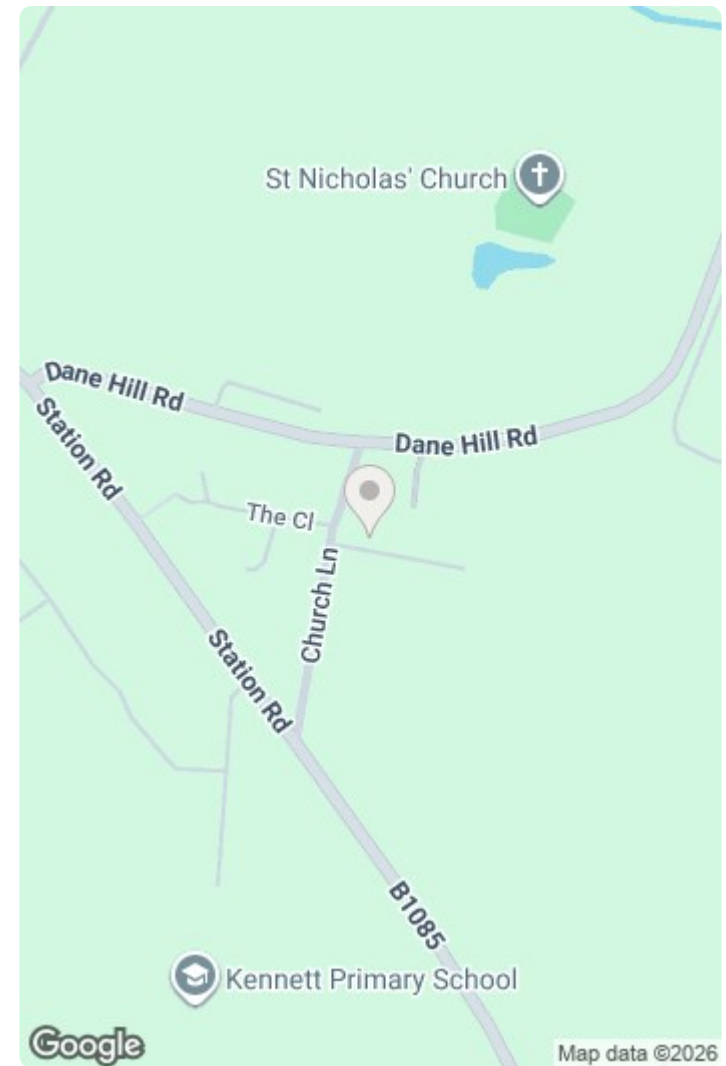 St Nicholas' Church
Dane Hill Rd
Dane Hill Rd
Station Rd
The Cl
Church Ln
Station Rd
B1085
Kennett Primary School
Google
Map data ©2026